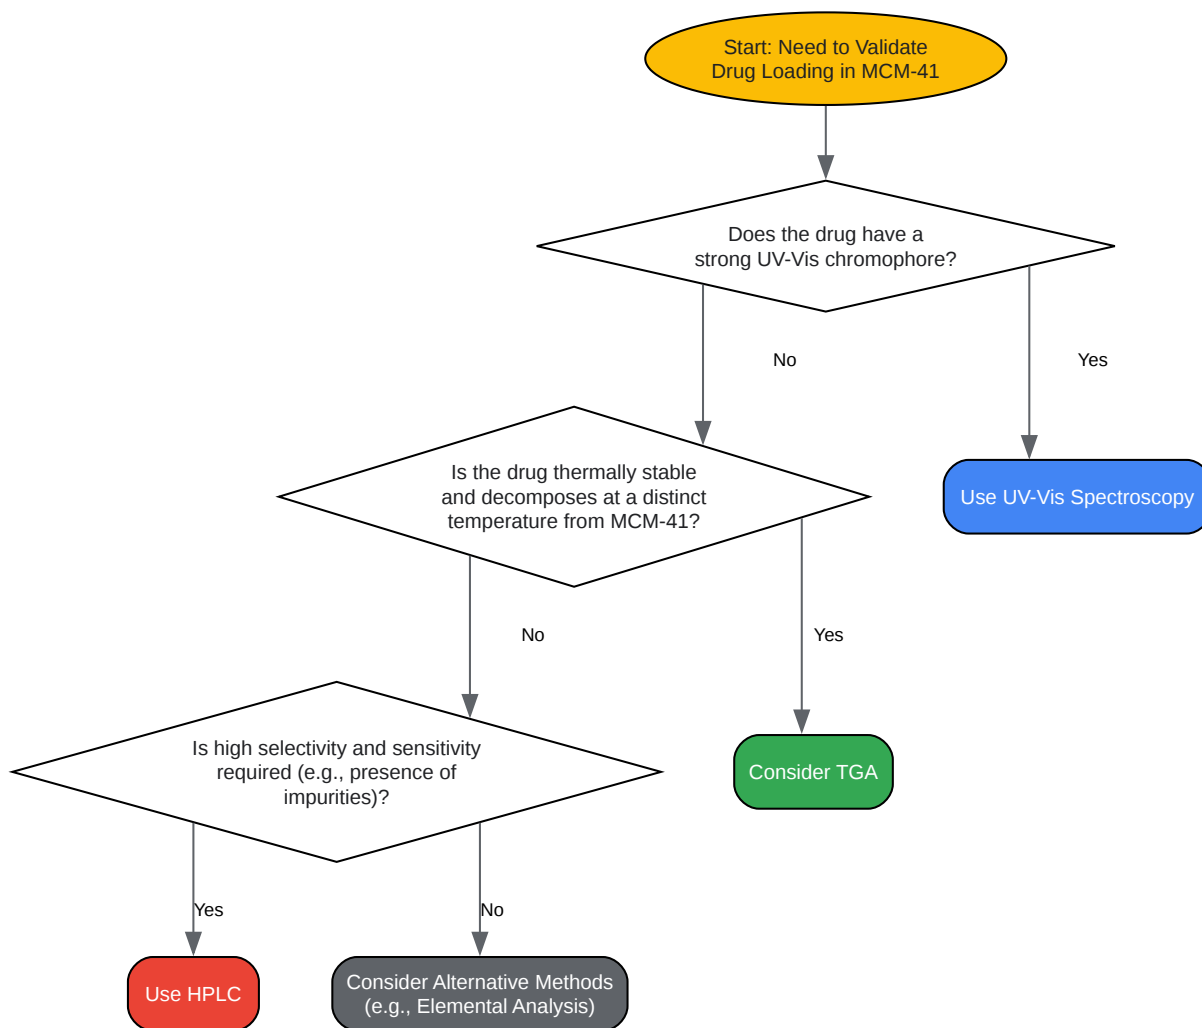 Start: Need to Validate
Drug Loading in MCM-41
Does the drug have a
strong UV-Vis chromophore?
No
Yes
Is the drug thermally stable
and decomposes at a distinct
temperature from MCM-41?
Use UV-Vis Spectroscopy
No
Yes
Is high selectivity and sensitivity
required (e.g., presence of
impurities)?
Consider TGA
Yes
No
Use HPLC
Consider Alternative Methods
(e.g., Elemental Analysis)